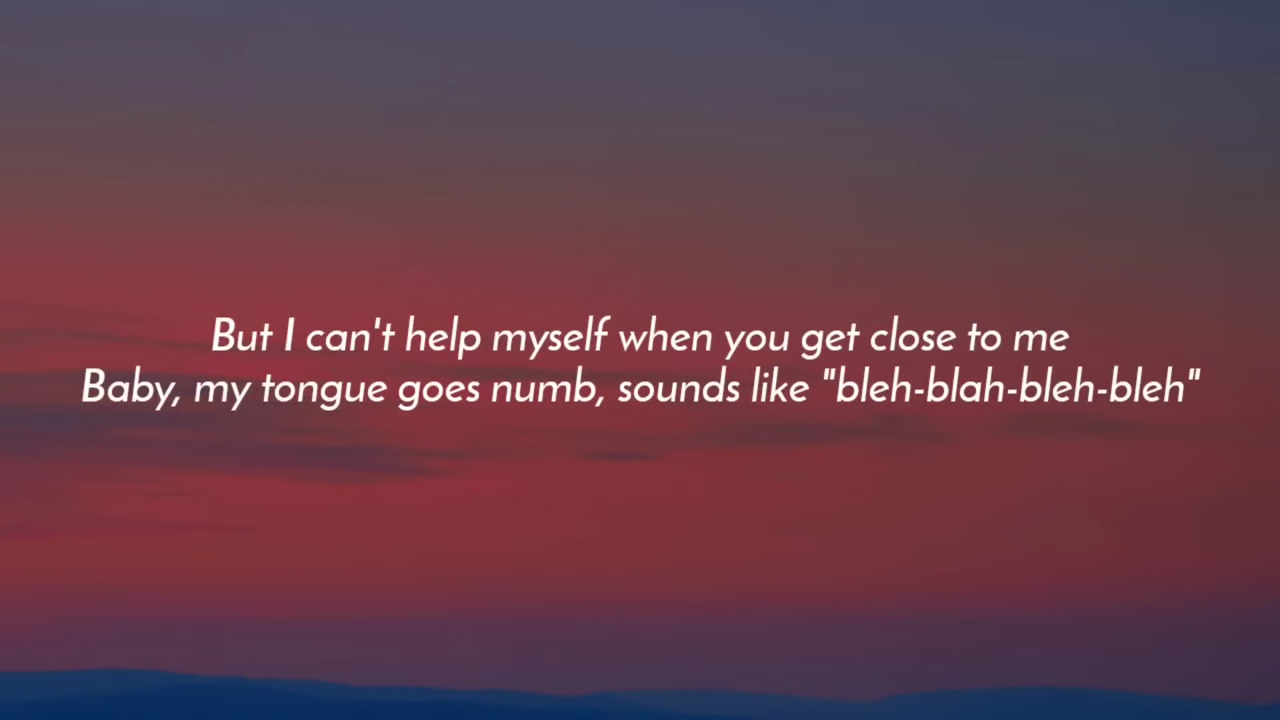 But I can't help myself when you get close to me
Baby, my tongue goes numb, sounds like "bleh-blah-bleh-bleh"